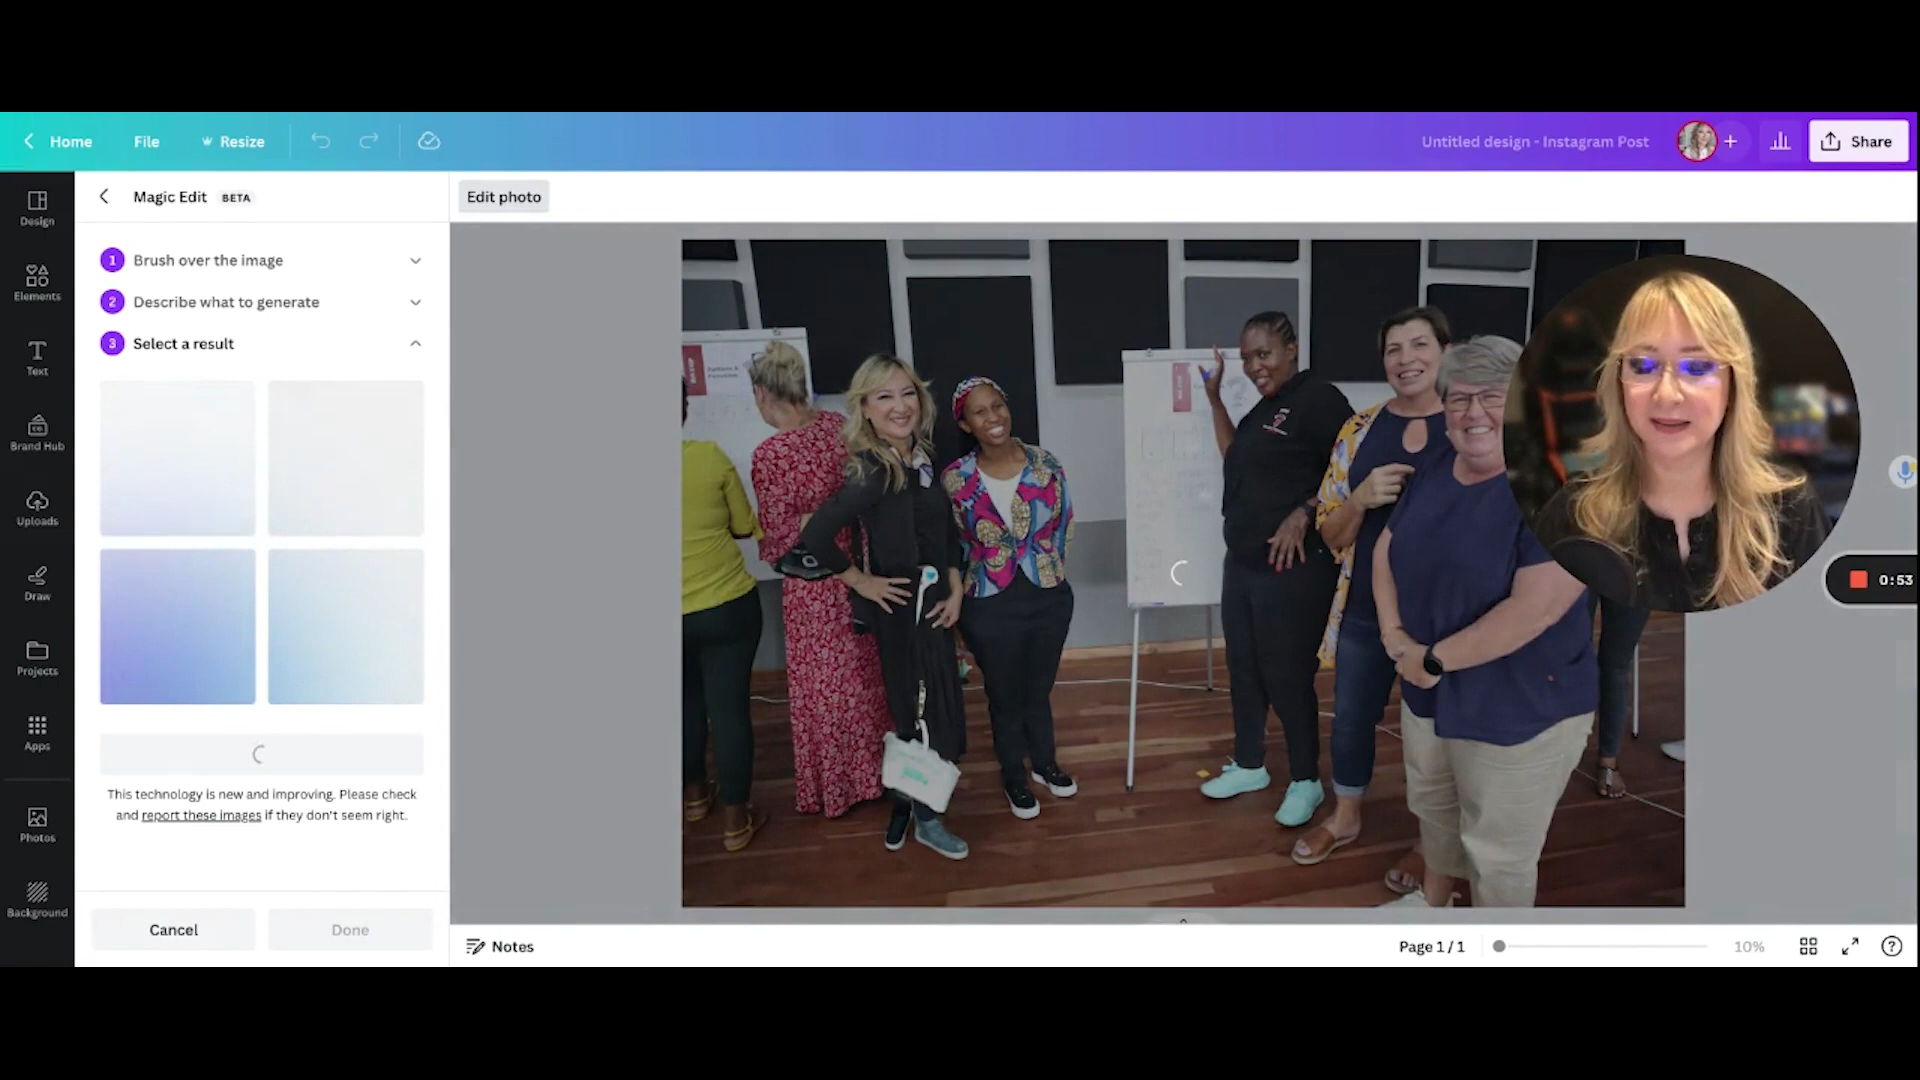 Home
File
Resize
Untitled design - Instagram Post
Share
Design
Elements
Text
Brand Hub
Uploads
Draw
Projects
Apps
Photos
Background
Magic Edit BETA
1 Brush over the image
2 Describe what to generate
3 Select a result
This technology is new and improving. Please check
and report these images if they don't seem right.
Cancel
Done
Edit photo
0:53
Notes
Page 1 / 1
10%